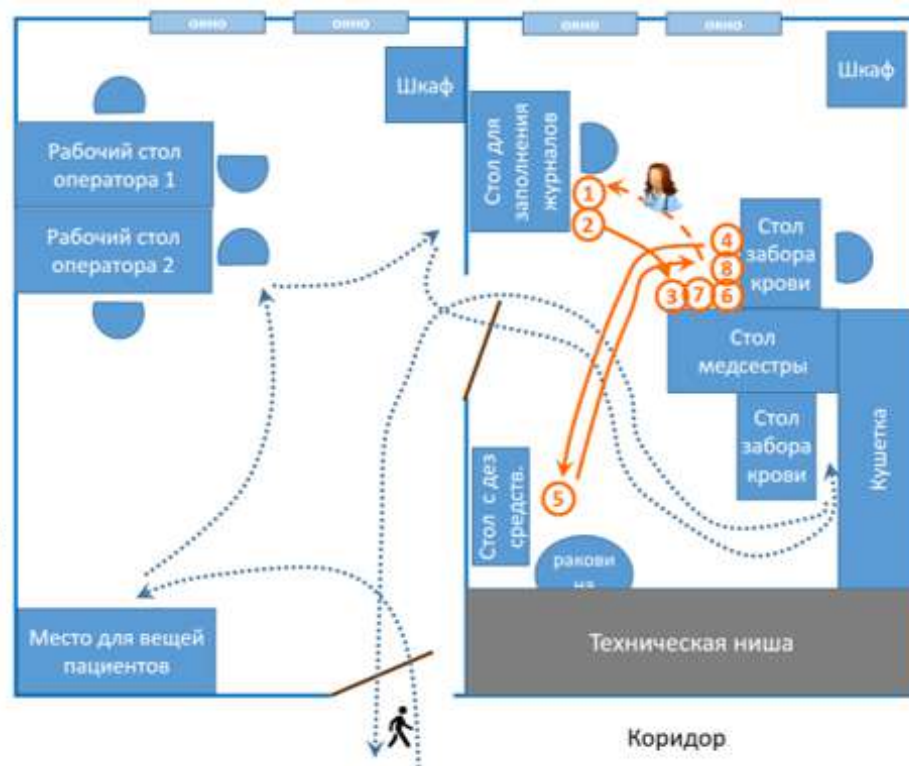 окно
окно
окно
окно
Шкаф
Шкаф
Рабочий стол
оператора 1
Рабочий стол
оператора 2
Стол для
заполнения
журналов
1
2
4
8
3
7
6
Стол
забора
крови
Стол
медсестры
Стол
забора
крови
Кушетка
Стол с дез
средств.
5
ракови
на
Место для вещей
пациентов
Техническая ниша
Коридор